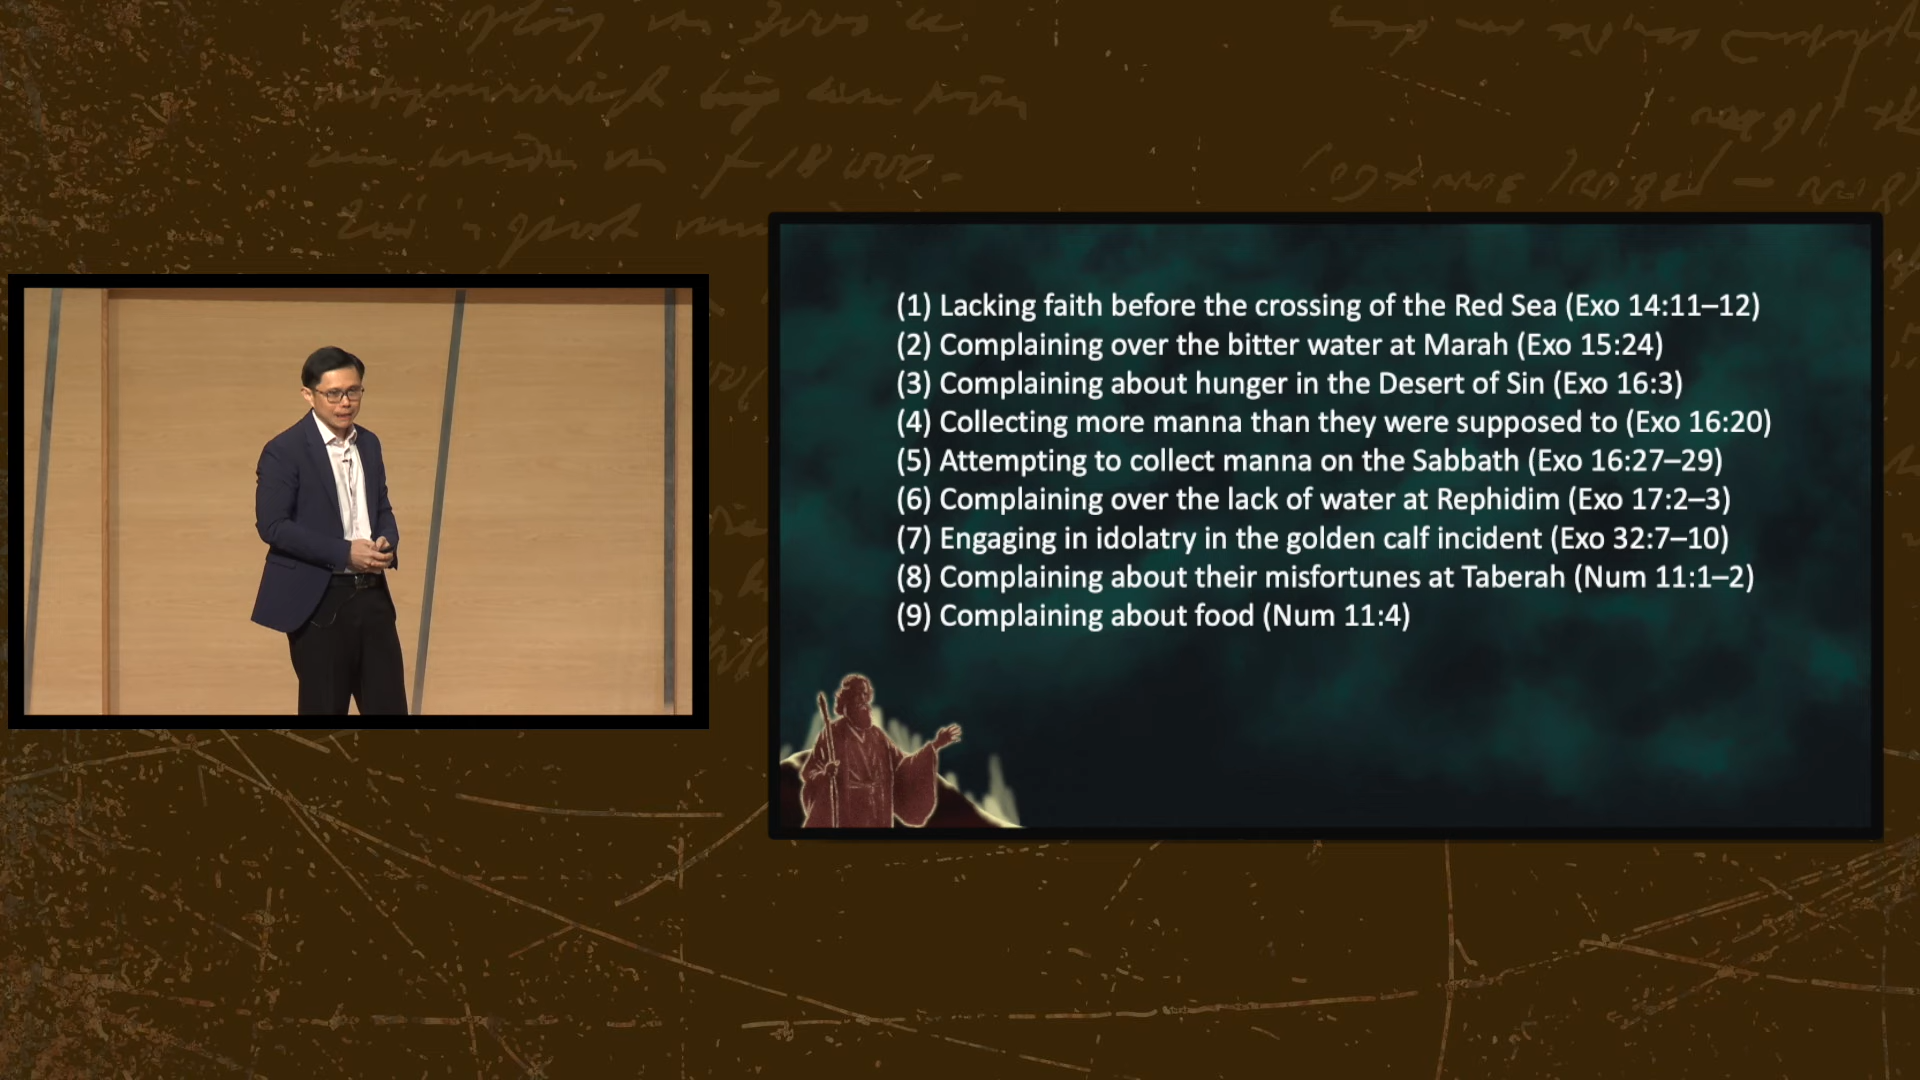 (1) Lacking faith before the crossing of the Red Sea (Exo 14:11–12)
(2) Complaining over the bitter water at Marah (Exo 15:24)
(3) Complaining about hunger in the Desert of Sin (Exo 16:3)
(4) Collecting more manna than they were supposed to (Exo 16:20)
(5) Attempting to collect manna on the Sabbath (Exo 16:27–29)
(6) Complaining over the lack of water at Rephidim (Exo 17:2–3)
(7) Engaging in idolatry in the golden calf incident (Exo 32:7–10)
(8) Complaining about their misfortunes at Taberah (Num 11:1–2)
(9) Complaining about food (Num 11:4)